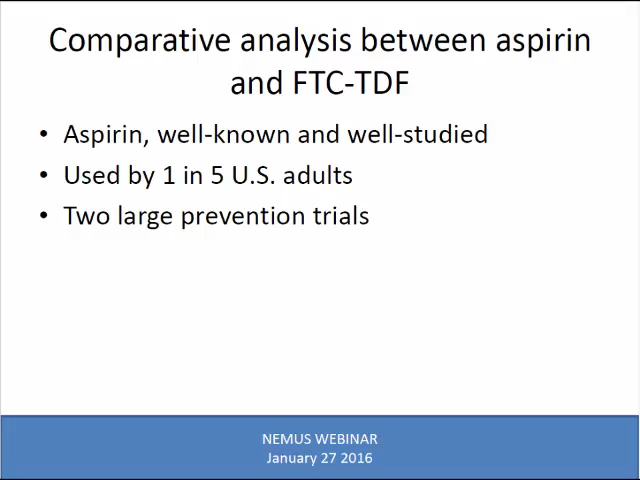 Comparative analysis between aspirin
and FTC-TDF
• Aspirin, well-known and well-studied
• Used by 1 in 5 U.S. adults
• Two large prevention trials
NEMUS WEBINAR
January 27 2016